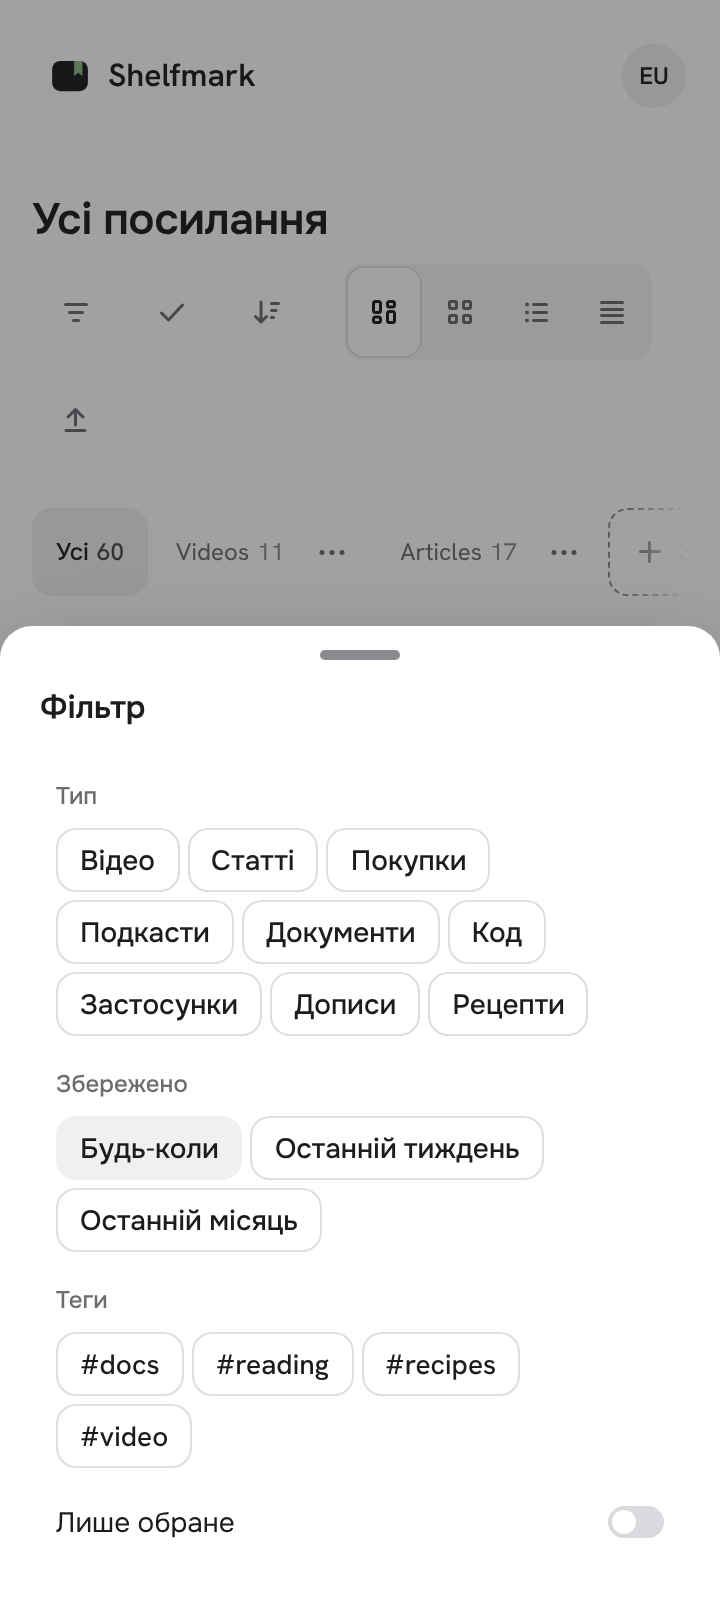 Shelfmark
EU
Усі посилання
Усі 60
Videos 11
Articles 17
Фільтр
Тип
Відео
Статті
Покупки
Подкасти
Документи
Код
Застосунки
Дописи
Рецепти
Збережено
Будь-коли
Останній тиждень
Останній місяць
Теги
#docs
#reading
#recipes
#video
Лише обране